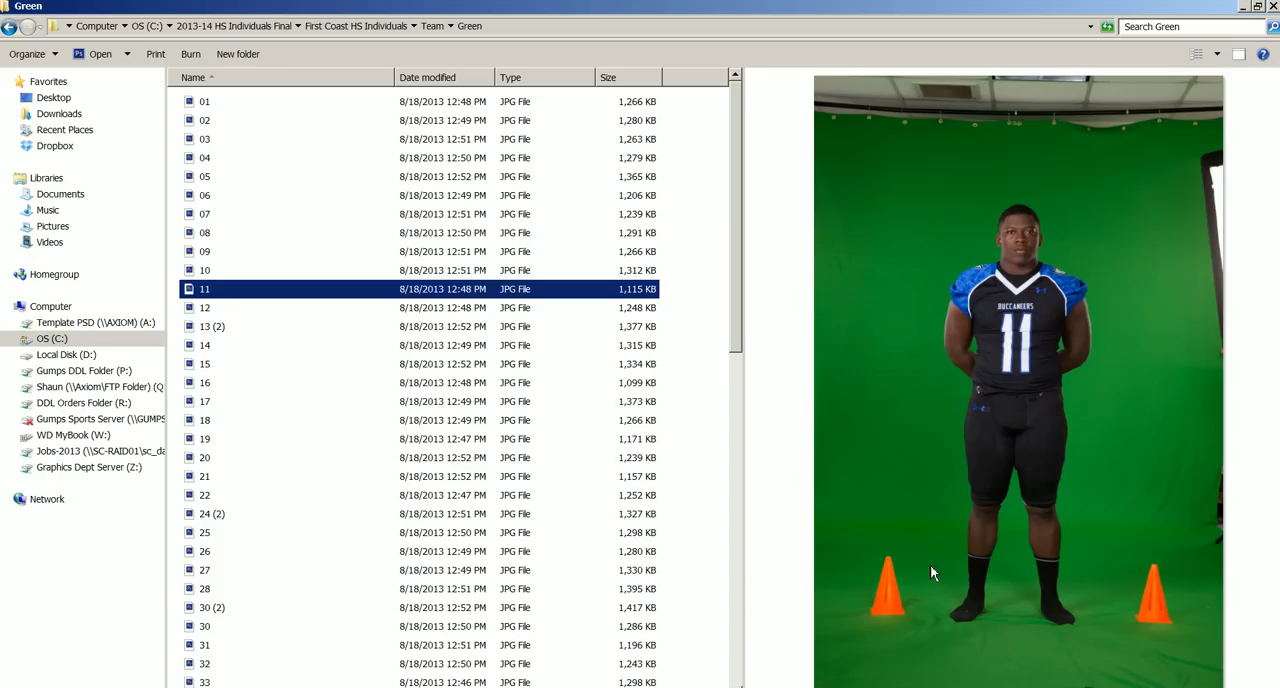 Green
Computer OS (C:) 2013-14 HS Individuals Final First Coast HS Individuals Team Green Search Green
Organize Open Print Burn New folder
Favorites
Desktop
Downloads
Recent Places
Dropbox
Libraries
Documents
Music
Pictures
Videos
Homegroup
Computer
Template PSD (\\AXIOM) (A:)
OS (C:)
Local Disk (D:)
Gumps DDL Folder (P:)
Shaun (\\Axiom\FTP Folder) (Q
DDL Orders Folder (R:)
Gumps Sports Server (\\GUMPS
WD MyBook (W:)
Jobs-2013 (\\SC-RAID01\sc_da
Graphics Dept Server (Z:)
Network
Name Date modified Type Size
01 8/18/2013 12:48 PM JPG File 1,266 KB
02 8/18/2013 12:49 PM JPG File 1,280 KB
03 8/18/2013 12:51 PM JPG File 1,263 KB
04 8/18/2013 12:50 PM JPG File 1,279 KB
05 8/18/2013 12:52 PM JPG File 1,365 KB
06 8/18/2013 12:49 PM JPG File 1,206 KB
07 8/18/2013 12:51 PM JPG File 1,239 KB
08 8/18/2013 12:50 PM JPG File 1,291 KB
09 8/18/2013 12:51 PM JPG File 1,266 KB
10 8/18/2013 12:51 PM JPG File 1,312 KB
11 8/18/2013 12:48 PM JPG File 1,115 KB
12 8/18/2013 12:48 PM JPG File 1,248 KB
13 (2) 8/18/2013 12:52 PM JPG File 1,377 KB
14 8/18/2013 12:49 PM JPG File 1,315 KB
15 8/18/2013 12:52 PM JPG File 1,334 KB
16 8/18/2013 12:48 PM JPG File 1,099 KB
17 8/18/2013 12:49 PM JPG File 1,373 KB
18 8/18/2013 12:49 PM JPG File 1,266 KB
19 8/18/2013 12:47 PM JPG File 1,171 KB
20 8/18/2013 12:52 PM JPG File 1,239 KB
21 8/18/2013 12:52 PM JPG File 1,157 KB
22 8/18/2013 12:47 PM JPG File 1,252 KB
24 (2) 8/18/2013 12:51 PM JPG File 1,327 KB
25 8/18/2013 12:52 PM JPG File 1,298 KB
26 8/18/2013 12:49 PM JPG File 1,280 KB
27 8/18/2013 12:49 PM JPG File 1,330 KB
28 8/18/2013 12:51 PM JPG File 1,395 KB
30 (2) 8/18/2013 12:52 PM JPG File 1,417 KB
30 8/18/2013 12:50 PM JPG File 1,286 KB
31 8/18/2013 12:51 PM JPG File 1,196 KB
32 8/18/2013 12:50 PM JPG File 1,243 KB
33 8/18/2013 12:46 PM JPG File 1,298 KB
BUCCANEERS
11